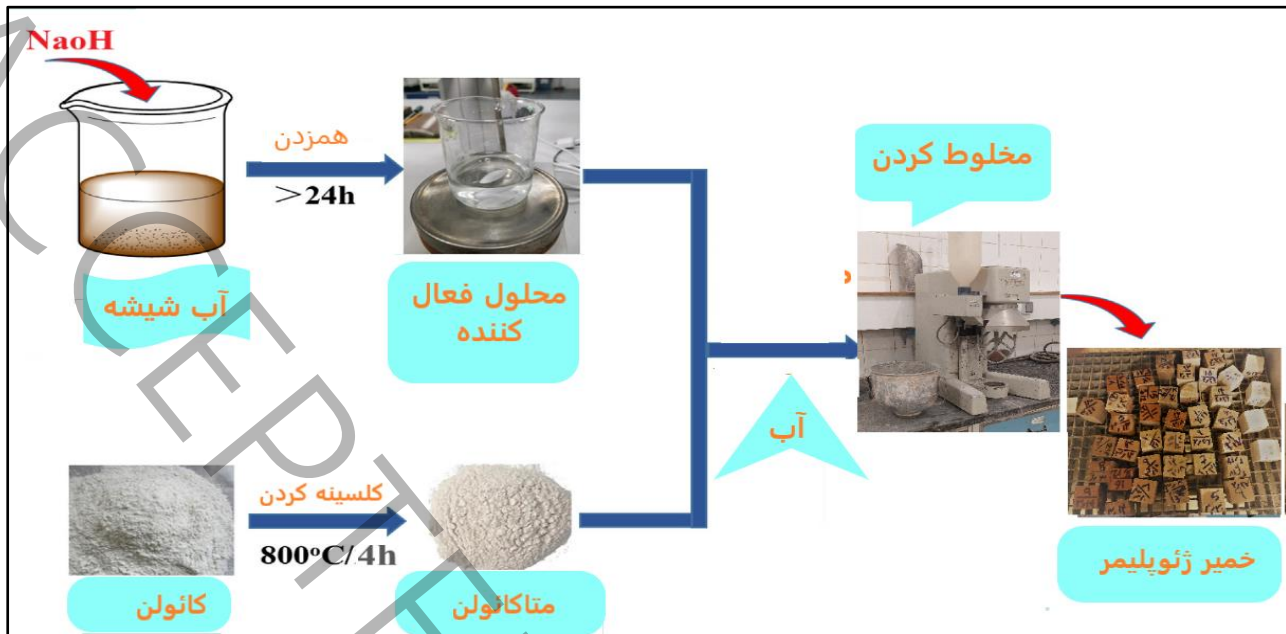 NaoH
همزدن
>24h
آب شیشه
محلول فعال
کننده
مخلوط کردن
آب
کلسینه کردن
800°C/4h
کائولن
متاکائولن
خمیر ژئوپلیمر
ACCEPTE